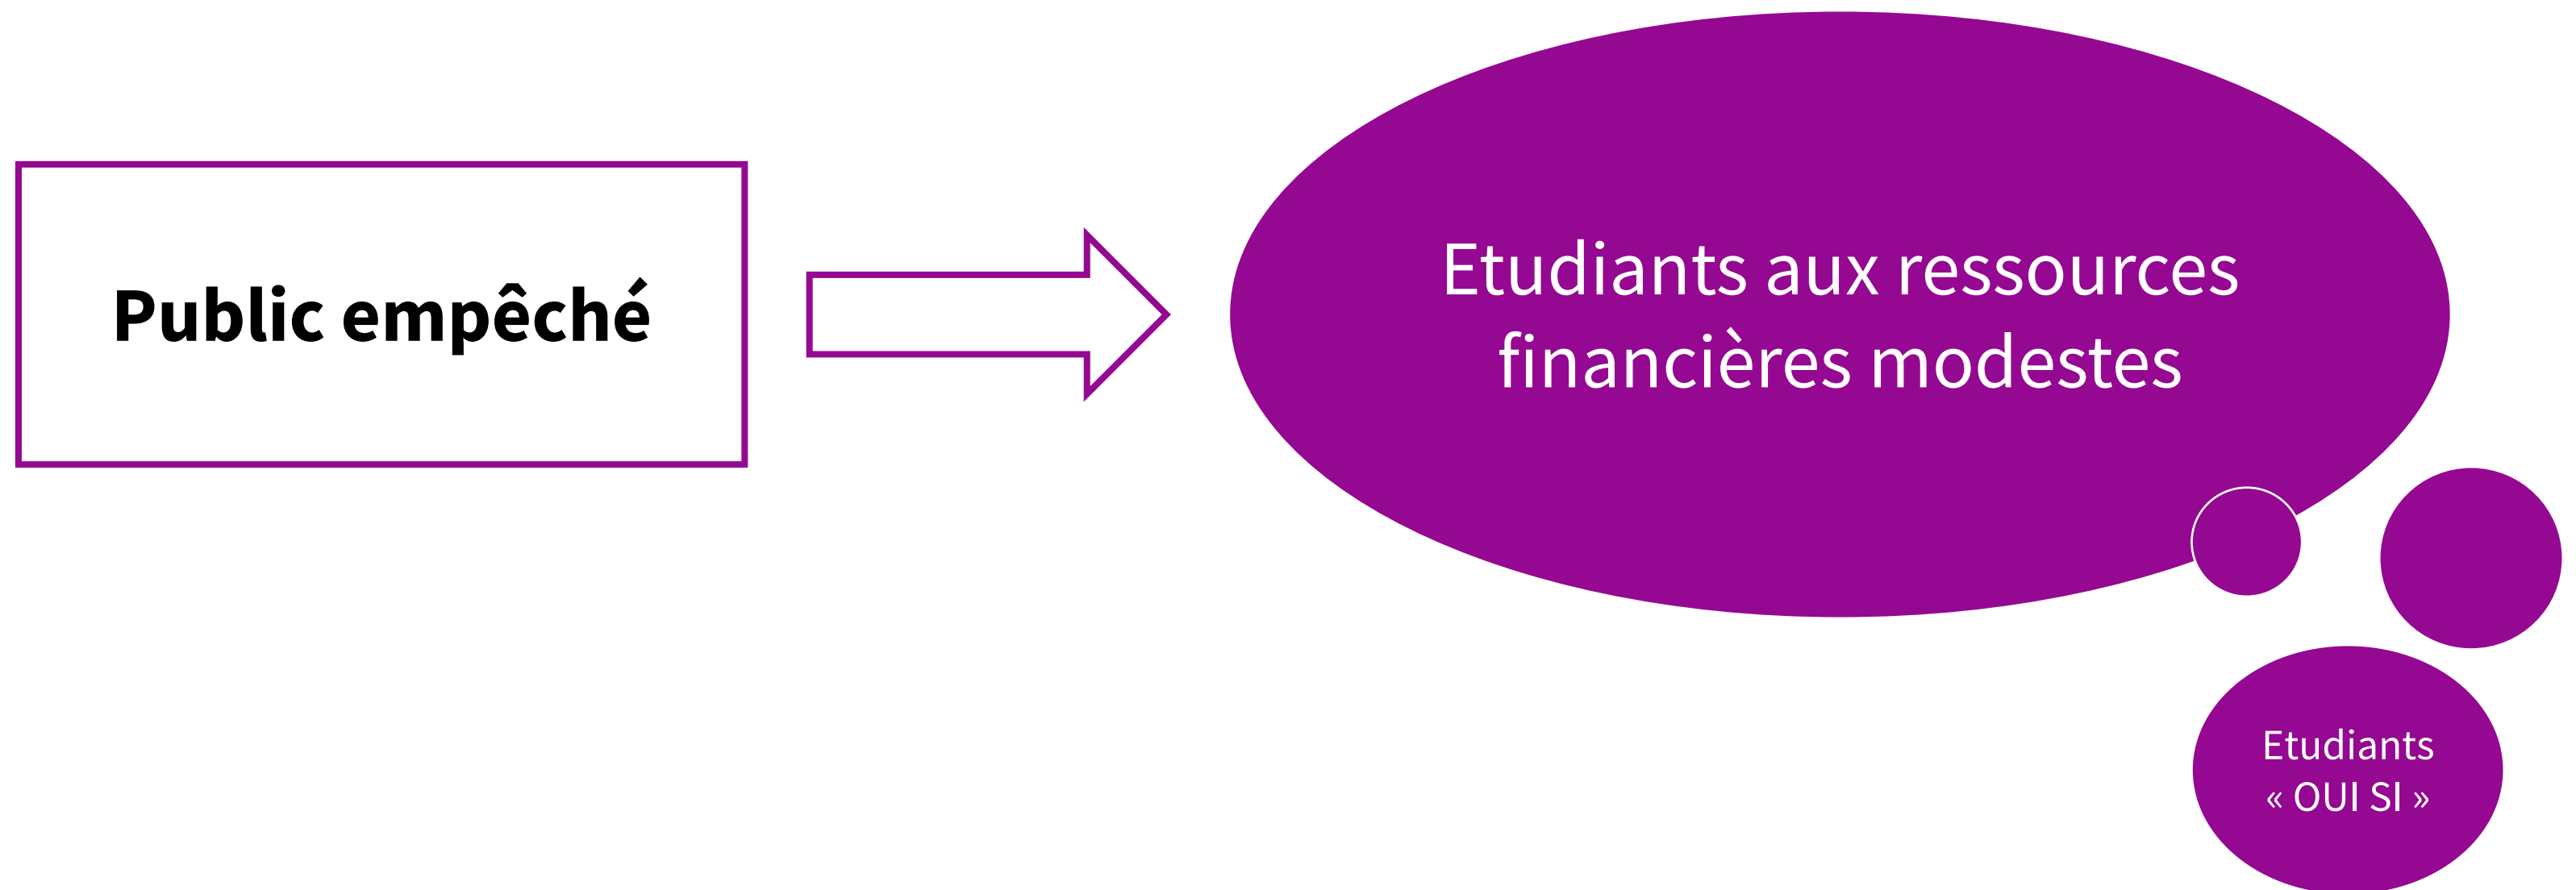 Public empêché
Etudiants aux ressources
financières modestes
Etudiants
« OUI SI »